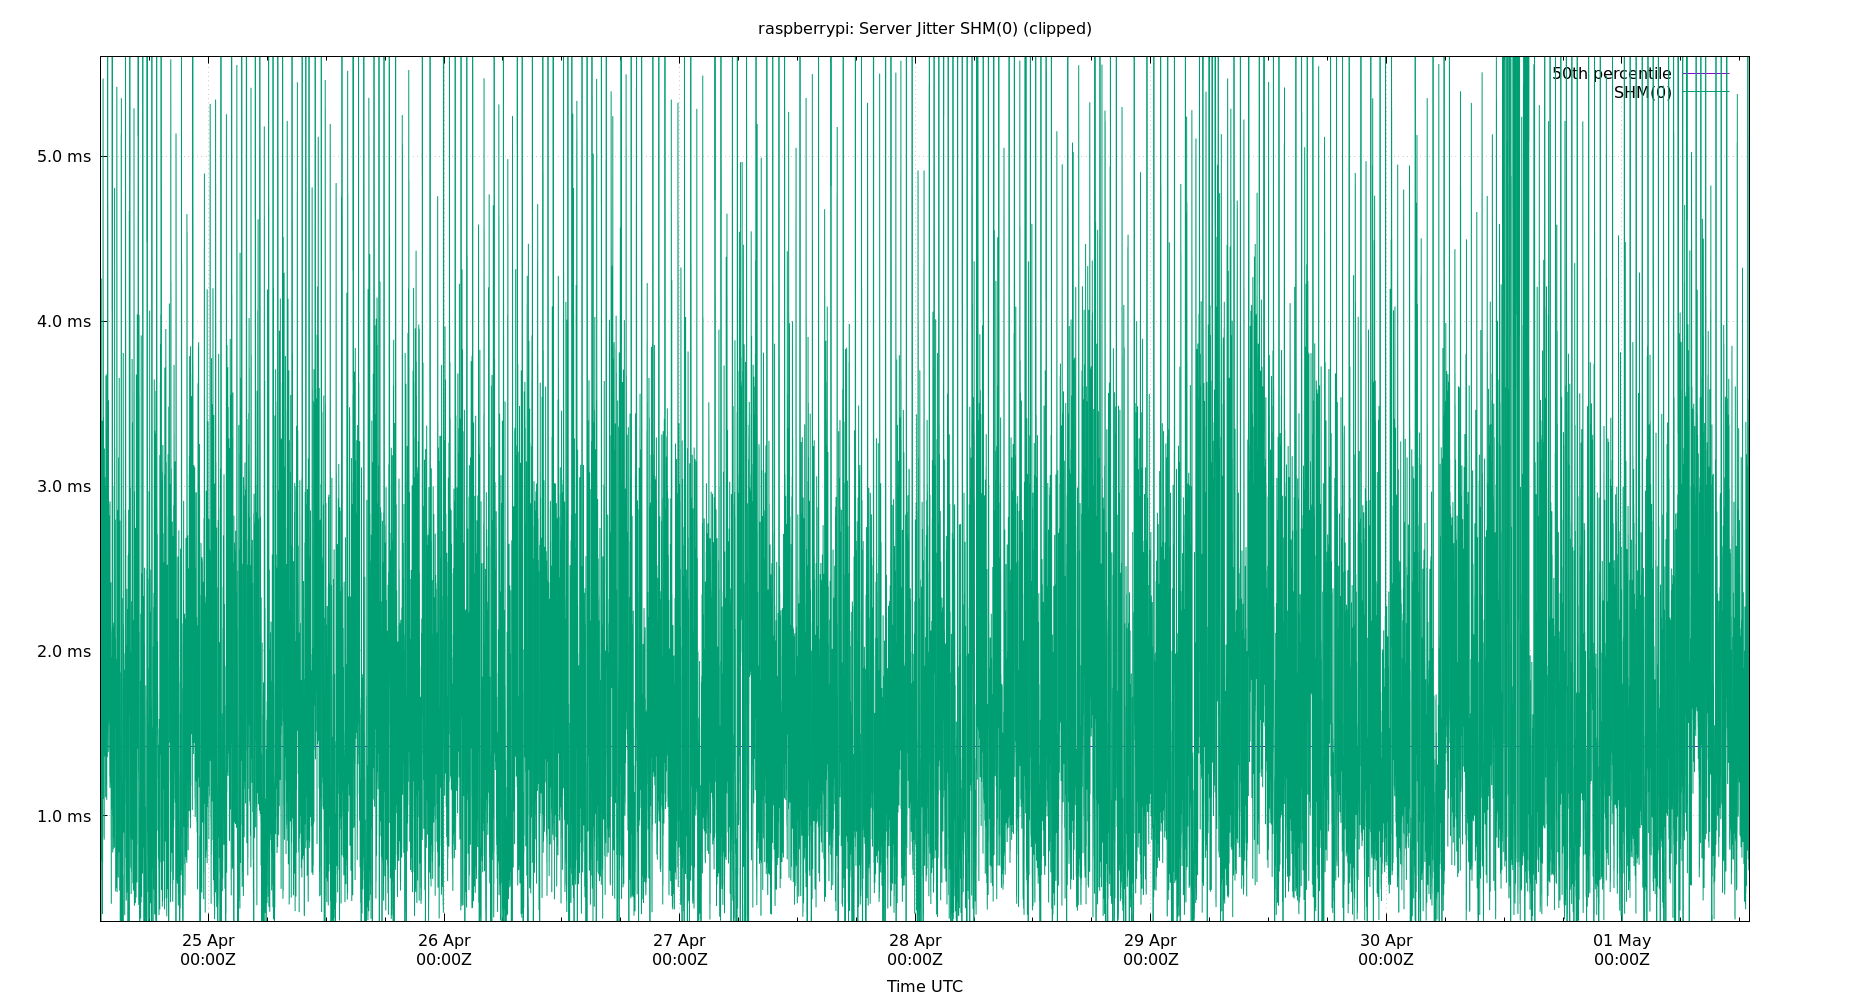 raspberrypi: Server Jitter SHM(0) (clipped)
50th percentile
SHM(0)
5.0 ms
4.0 ms
3.0 ms
2.0 ms
1.0 ms
25 Apr 26 Apr 27 Apr 28 Apr 29 Apr 30 Apr 01 May
00:00Z 00:00Z 00:00Z 00:00Z 00:00Z 00:00Z 00:00Z
Time UTC